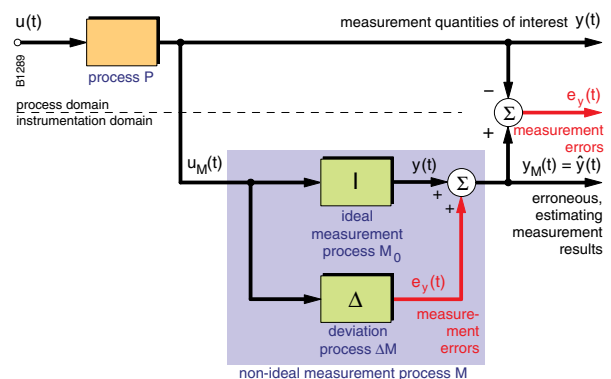 u(t)
measurement quantities of interest y(t)
B1289
process P
process domain
instrumentation domain
−
Σ
+
e_y(t)
measurement
errors
u_M(t)
I
y(t)
Σ
+
+
y_M(t) = ŷ(t)
ideal
measurement
process M_0
erroneous,
estimating
measurement
results
Δ
e_y(t)
deviation
process ΔM
measure-
ment
errors
non-ideal measurement process M